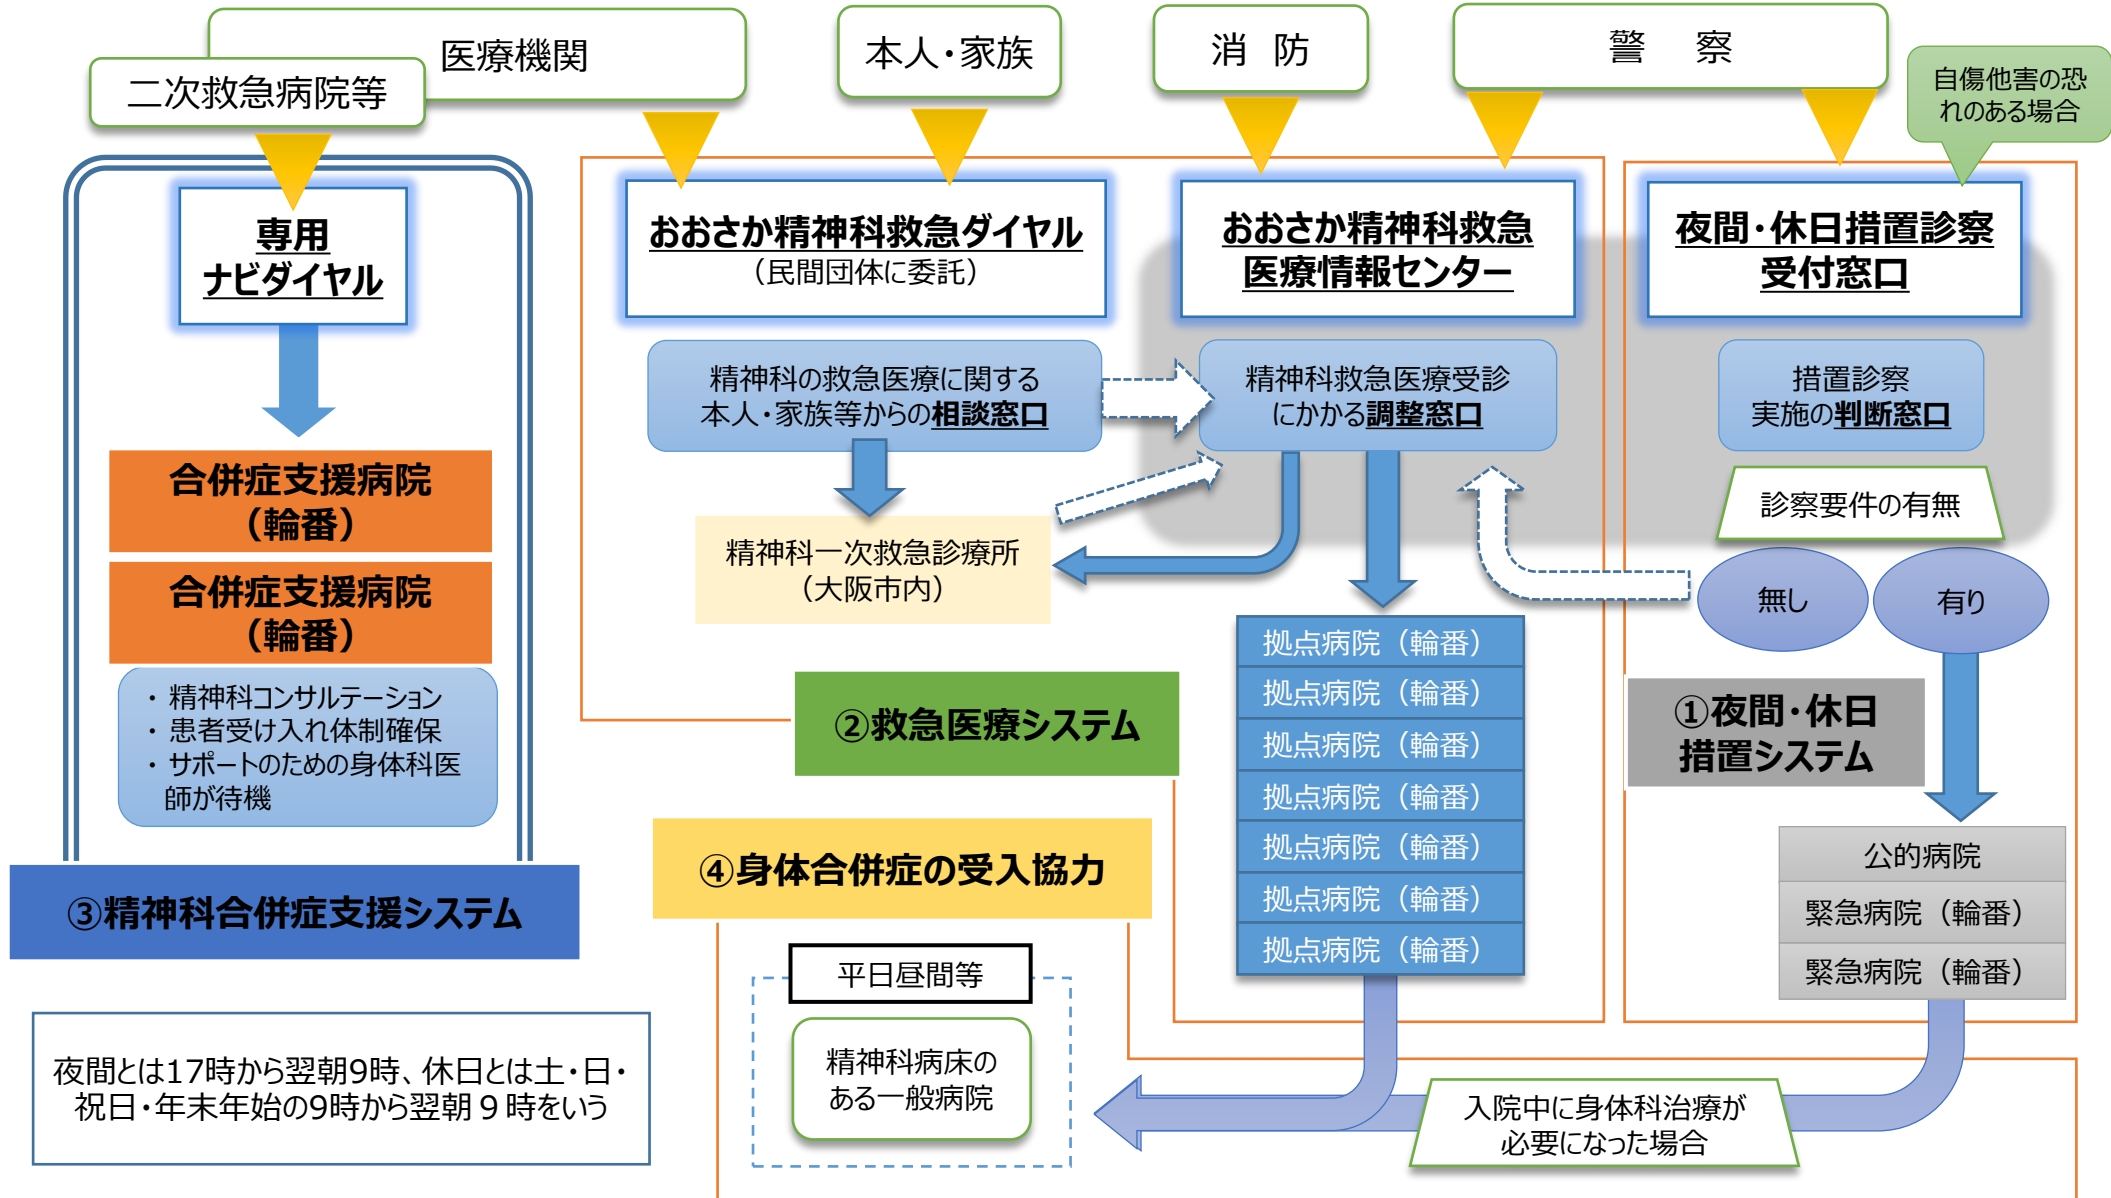 医療機関
二次救急病院等
本人・家族
消 防
警 察
自傷他害の恐
れのある場合
専用
ナビダイヤル
おおさか精神科救急ダイヤル
（民間団体に委託）
おおさか精神科救急
医療情報センター
夜間・休日措置診察
受付窓口
精神科の救急医療に関する
本人・家族等からの相談窓口
精神科救急医療受診
にかかる調整窓口
措置診察
実施の判断窓口
診察要件の有無
無し
有り
合併症支援病院
（輪番）
合併症支援病院
（輪番）
・ 精神科コンサルテーション
・ 患者受け入れ体制確保
・ サポートのための身体科医
師が待機
③精神科合併症支援システム
精神科一次救急診療所
（大阪市内）
②救急医療システム
拠点病院（輪番）
拠点病院（輪番）
拠点病院（輪番）
拠点病院（輪番）
拠点病院（輪番）
拠点病院（輪番）
拠点病院（輪番）
①夜間・休日
措置システム
公的病院
緊急病院（輪番）
緊急病院（輪番）
④身体合併症の受入協力
平日昼間等
精神科病床の
ある一般病院
入院中に身体科治療が
必要になった場合
夜間とは17時から翌朝9時、休日とは土・日・
祝日・年末年始の9時から翌朝９時をいう